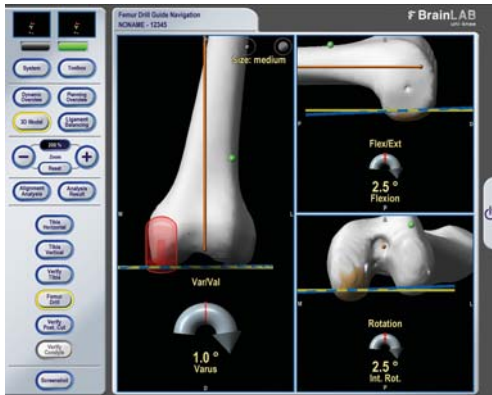 Femur Drill Guide Navigation
NONAME - 12345
BrainLAB
uni knee
System
Toolbox
Dynamic
Overview
Planning
Overview
3D Model
Ligament
Balancing
200 %
Zoom
Reset
Alignment
Analysis
Analysis
Result
Tibia
Horizontal
Tibia
Vertical
Verify
Tibia
Femur
Drill
Verify
Post. Cut
Verify
Condyle
Screenshot
Size: medium
M
L
Var/Val
1.0 °
Varus
D
P
D
Flex/Ext
2.5 °
Flexion
P
A
M
L
Rotation
2.5 °
Int. Rot.
P